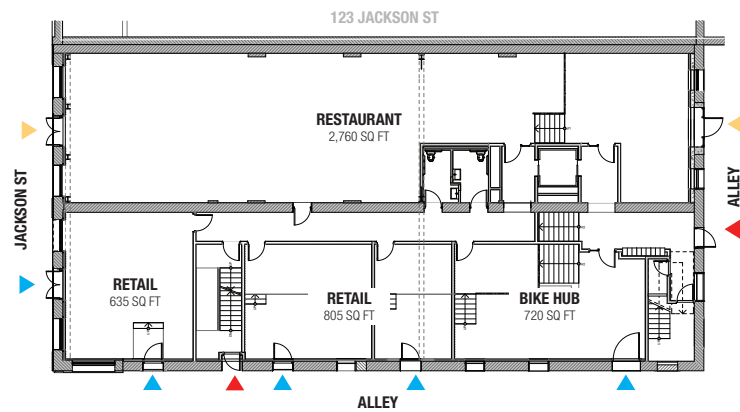 123 JACKSON ST
RESTAURANT
2,760 SQ FT
JACKSON ST
ALLEY
RETAIL
635 SQ FT
RETAIL
805 SQ FT
BIKE HUB
720 SQ FT
ALLEY